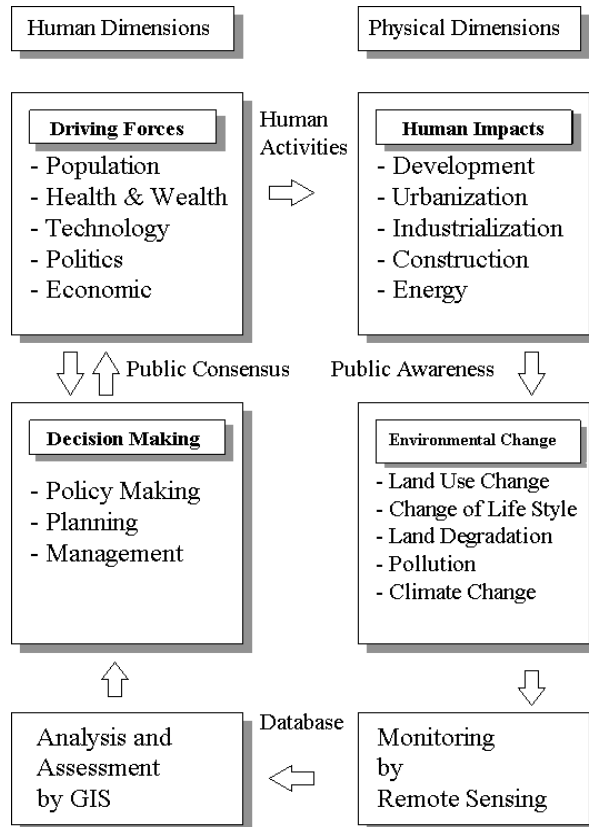 Human Dimensions
Physical Dimensions
Driving Forces
- Population
- Health & Wealth
- Technology
- Politics
- Economic
Human
Activities
Human Impacts
- Development
- Urbanization
- Industrialization
- Construction
- Energy
Public Consensus
Public Awareness
Decision Making
- Policy Making
- Planning
- Management
Environmental Change
- Land Use Change
- Change of Life Style
- Land Degradation
- Pollution
- Climate Change
Analysis and
Assessment
by GIS
Database
Monitoring
by
Remote Sensing